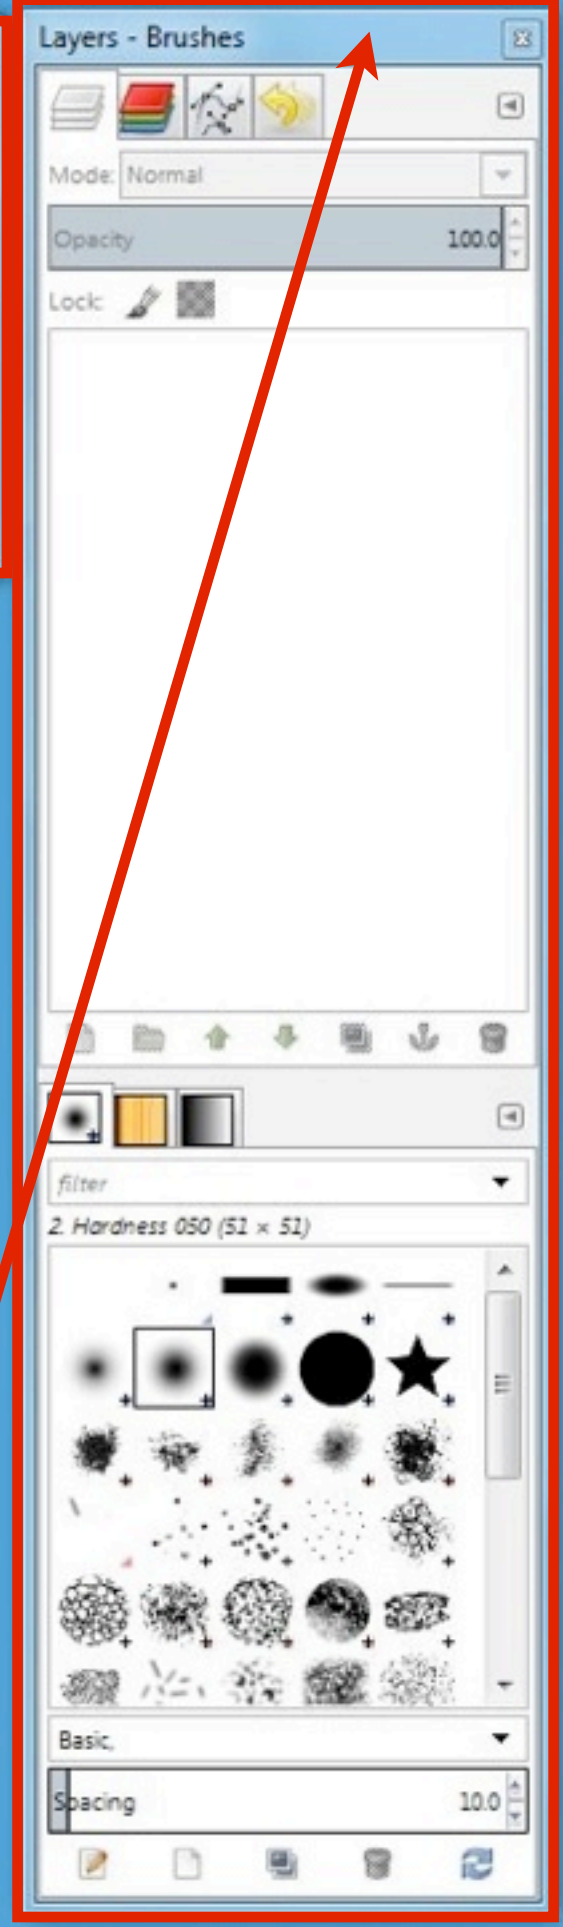 Layers - Brushes
Mode: Normal
Opacity 100.0
Lock:
filter
2. Hardness 050 (51 × 51)
Basic,
Spacing 10.0